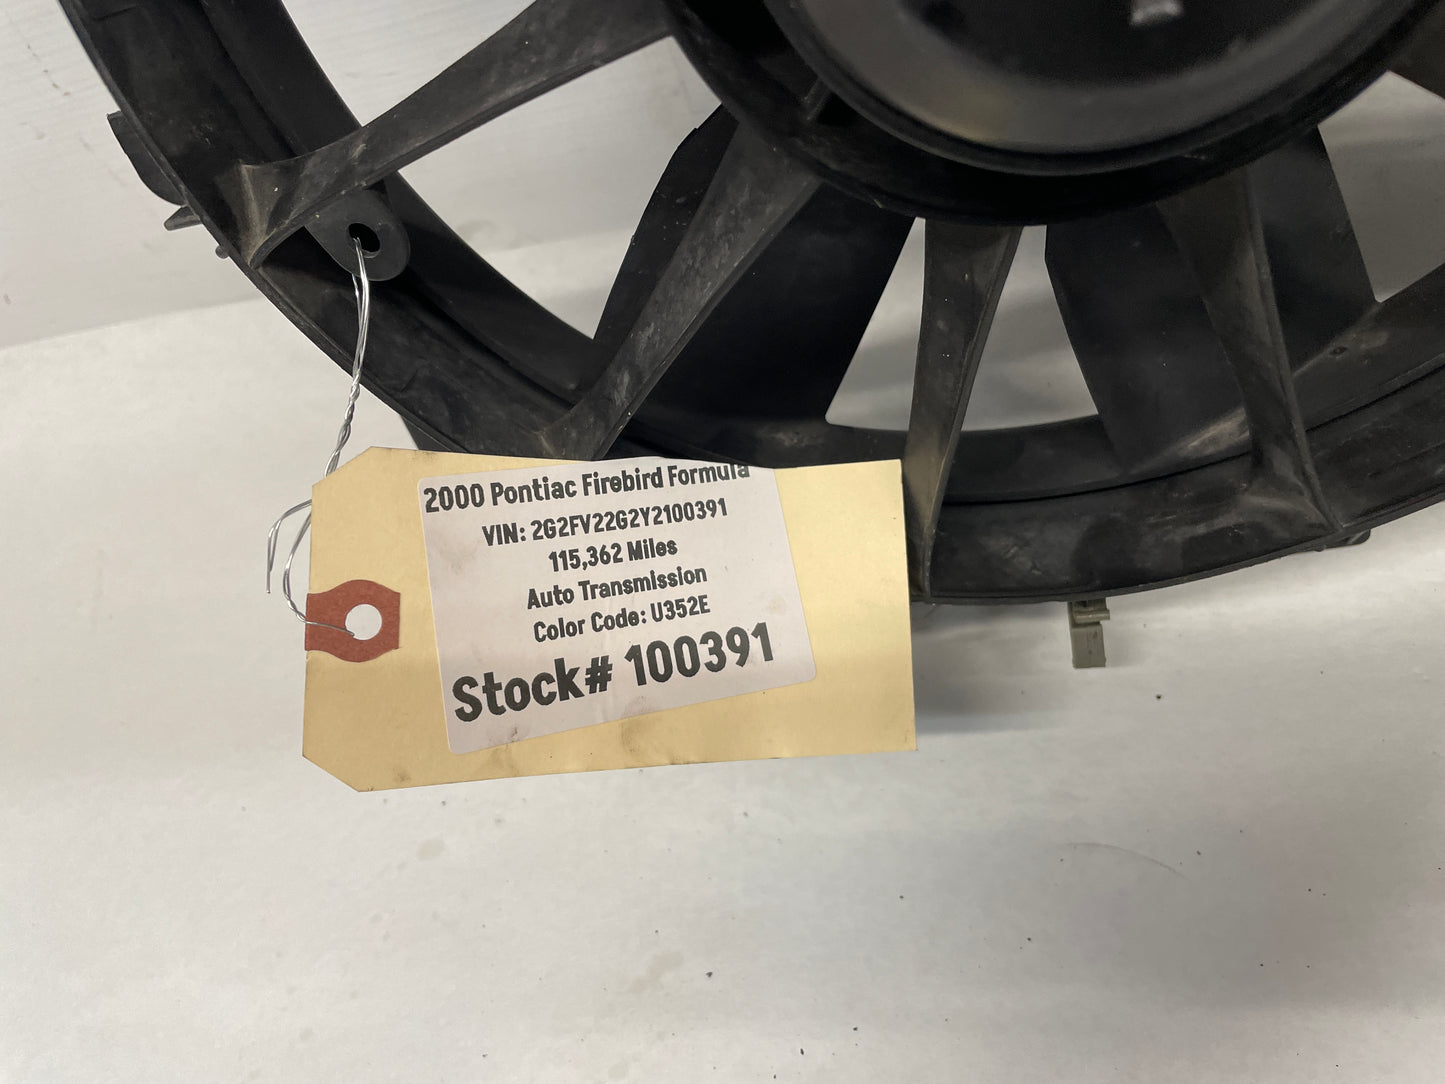 2000 Pontiac Firebird Formula
VIN: 2G2FV22G2Y2100391
115,362 Miles
Auto Transmission
Color Code: U352E
Stock# 100391